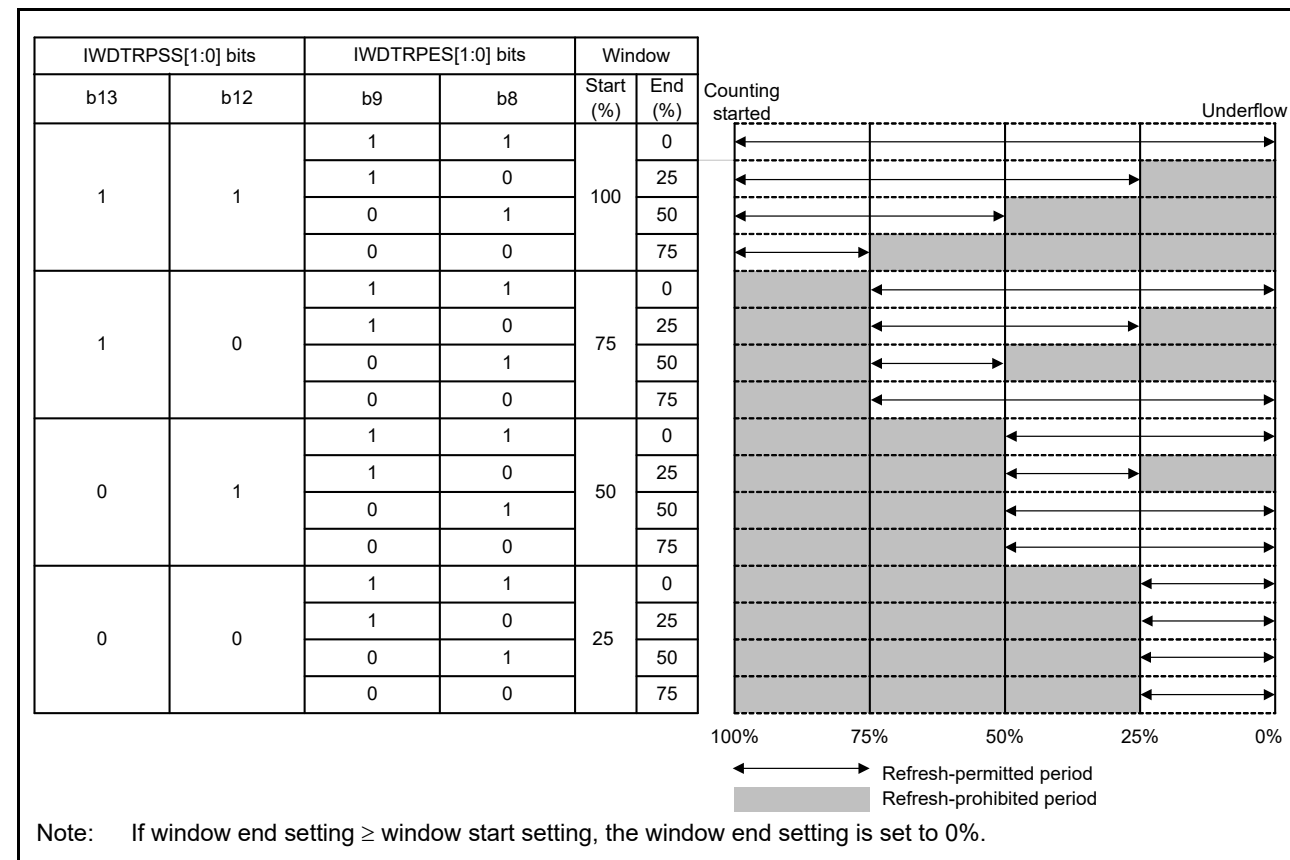 IWDTRPSS[1:0] bits IWDTRPES[1:0] bits Window
b13 b12 b9 b8 Start (%) End (%) Counting started Underflow
1 1 1 1 100 0
1 0 25
0 1 50
0 0 75
1 0 1 1 75 0
1 0 25
0 1 50
0 0 75
0 1 1 1 50 0
1 0 25
0 1 50
0 0 75
0 0 1 1 25 0
1 0 25
0 1 50
0 0 75
100% 75% 50% 25% 0%
Refresh-permitted period
Refresh-prohibited period
Note: If window end setting ≥ window start setting, the window end setting is set to 0%.